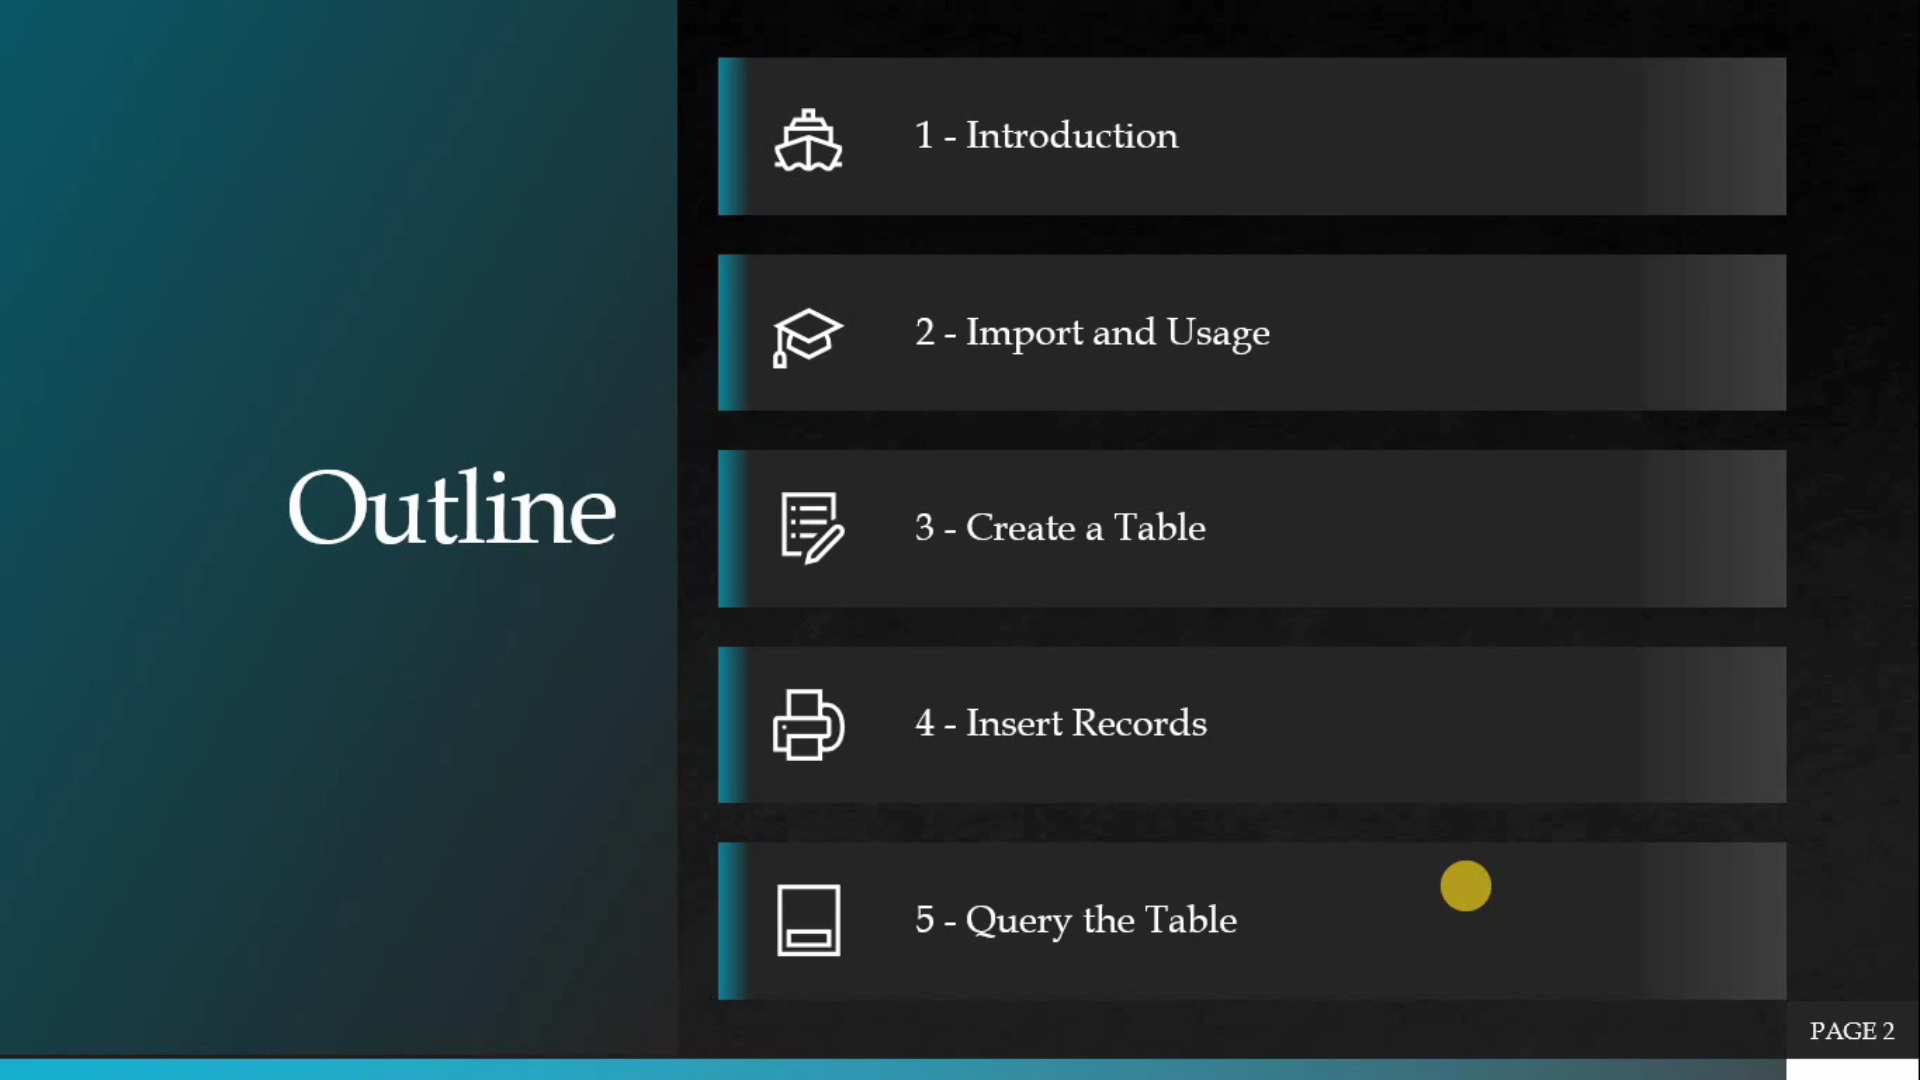 Outline
1 - Introduction
2 - Import and Usage
3 - Create a Table
4 - Insert Records
5 - Query the Table
PAGE 2